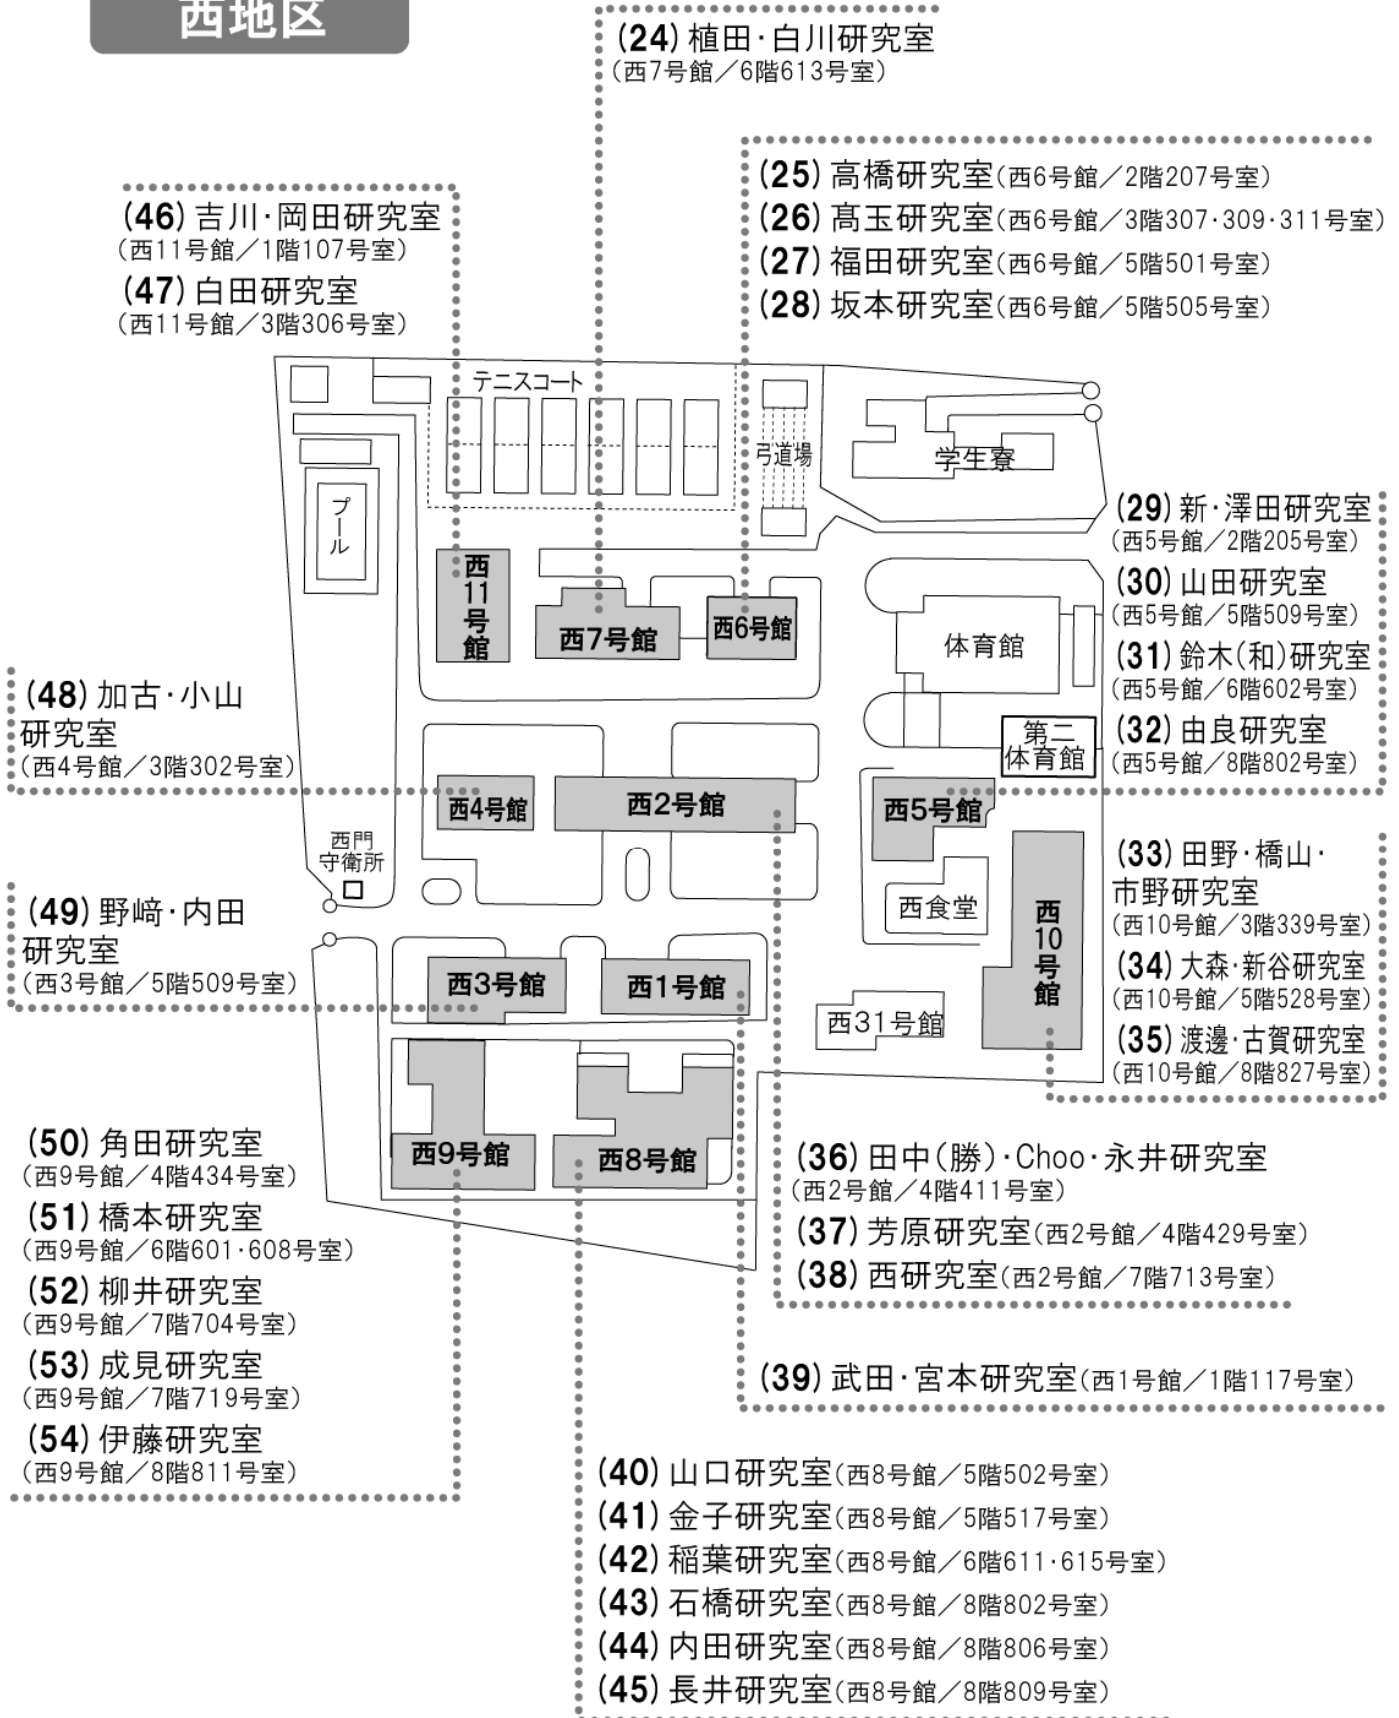 西地区
(24) 植田・白川研究室
(西7号館／6階613号室)
(25) 高橋研究室(西6号館／2階207号室)
(26) 髙玉研究室(西6号館／3階307・309・311号室)
(27) 福田研究室(西6号館／5階501号室)
(28) 坂本研究室(西6号館／5階505号室)
(46) 吉川・岡田研究室
(西11号館／1階107号室)
(47) 白田研究室
(西11号館／3階306号室)
テニスコート
弓道場
学生寮
プール
西11号館
西7号館
西6号館
体育館
第二
体育館
(29) 新・澤田研究室
(西5号館／2階205号室)
(30) 山田研究室
(西5号館／5階509号室)
(31) 鈴木(和)研究室
(西5号館／6階602号室)
(32) 由良研究室
(西5号館／8階802号室)
(48) 加古・小山
研究室
(西4号館／3階302号室)
西4号館
西2号館
西5号館
西門
守衛所
西食堂
西10号館
(33) 田野・橋山・
市野研究室
(西10号館／3階339号室)
(34) 大森・新谷研究室
(西10号館／5階528号室)
(35) 渡邊・古賀研究室
(西10号館／8階827号室)
(49) 野﨑・内田
研究室
(西3号館／5階509号室)
西3号館
西1号館
西31号館
西9号館
西8号館
(50) 角田研究室
(西9号館／4階434号室)
(51) 橋本研究室
(西9号館／6階601・608号室)
(52) 柳井研究室
(西9号館／7階704号室)
(53) 成見研究室
(西9号館／7階719号室)
(54) 伊藤研究室
(西9号館／8階811号室)
(36) 田中(勝)・Choo・永井研究室
(西2号館／4階411号室)
(37) 芳原研究室(西2号館／4階429号室)
(38) 西研究室(西2号館／7階713号室)
(39) 武田・宮本研究室(西1号館／1階117号室)
(40) 山口研究室(西8号館／5階502号室)
(41) 金子研究室(西8号館／5階517号室)
(42) 稲葉研究室(西8号館／6階611・615号室)
(43) 石橋研究室(西8号館／8階802号室)
(44) 内田研究室(西8号館／8階806号室)
(45) 長井研究室(西8号館／8階809号室)